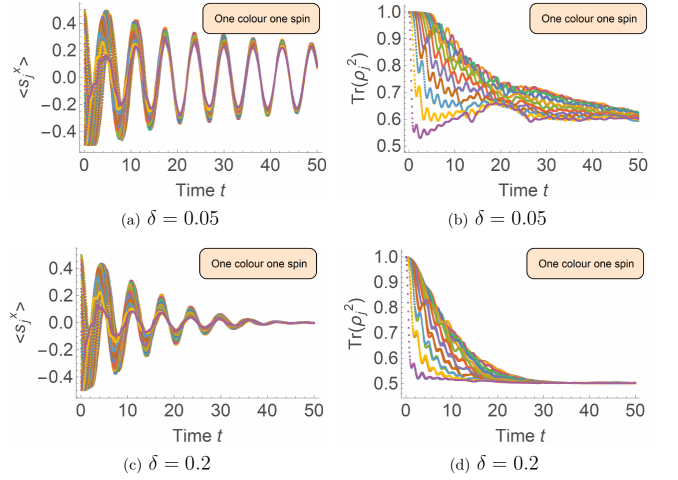 One colour one spin
<s_j^x>
0.4
0.2
0.0
−0.2
−0.4
0 10 20 30 40 50
Time t
(a) δ = 0.05
One colour one spin
Tr(ρ_j^2)
1.0
0.9
0.8
0.7
0.6
0.5
0 10 20 30 40 50
Time t
(b) δ = 0.05
One colour one spin
<s_j^x>
0.4
0.2
0.0
−0.2
−0.4
0 10 20 30 40 50
Time t
(c) δ = 0.2
One colour one spin
Tr(ρ_j^2)
1.0
0.9
0.8
0.7
0.6
0.5
0 10 20 30 40 50
Time t
(d) δ = 0.2